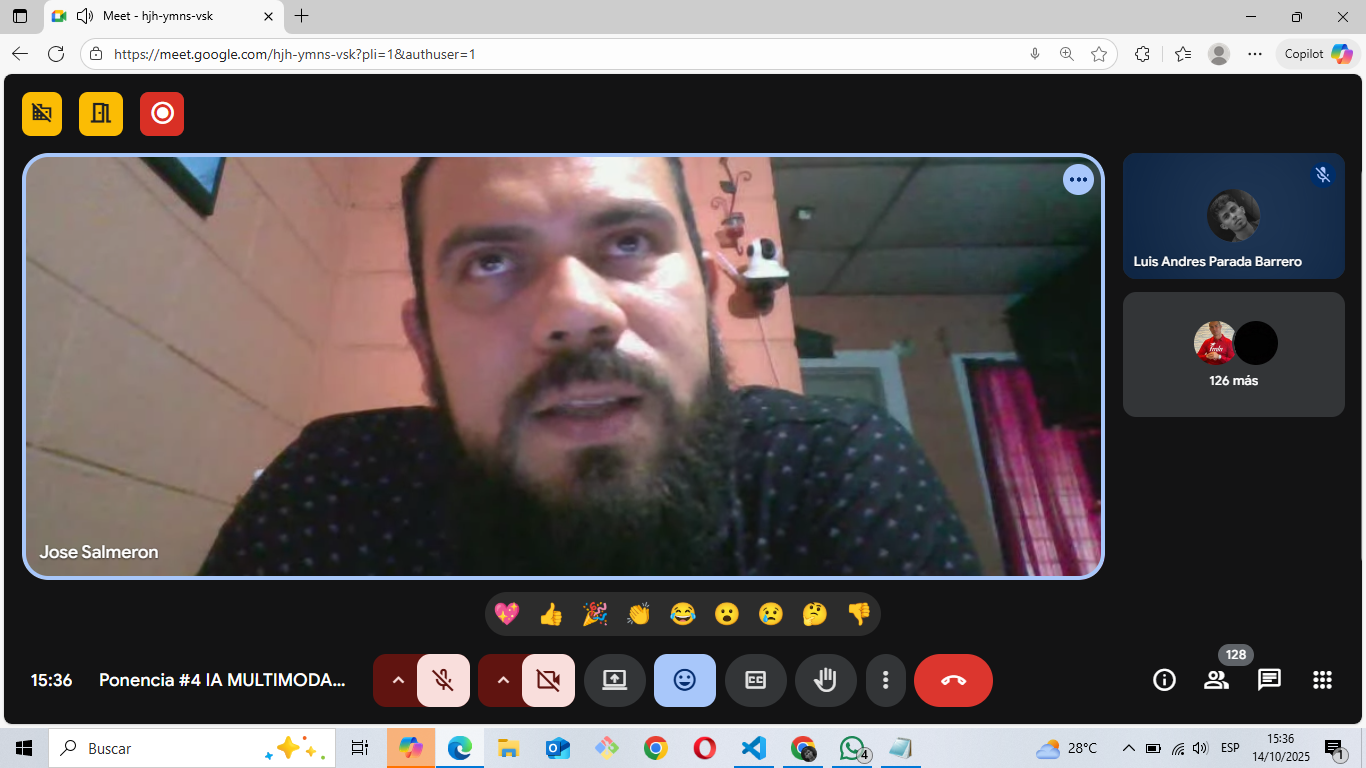 Meet - hjh-ymns-vsk
https://meet.google.com/hjh-ymns-vsk?pli=1&authuser=1
Copilot
Luis Andres Parada Barrero
126 más
Jose Salmeron
15:36
Ponencia #4 IA MULTIMODA...
CC
128
Buscar
4
28°C
ESP
15:36
14/10/2025
1